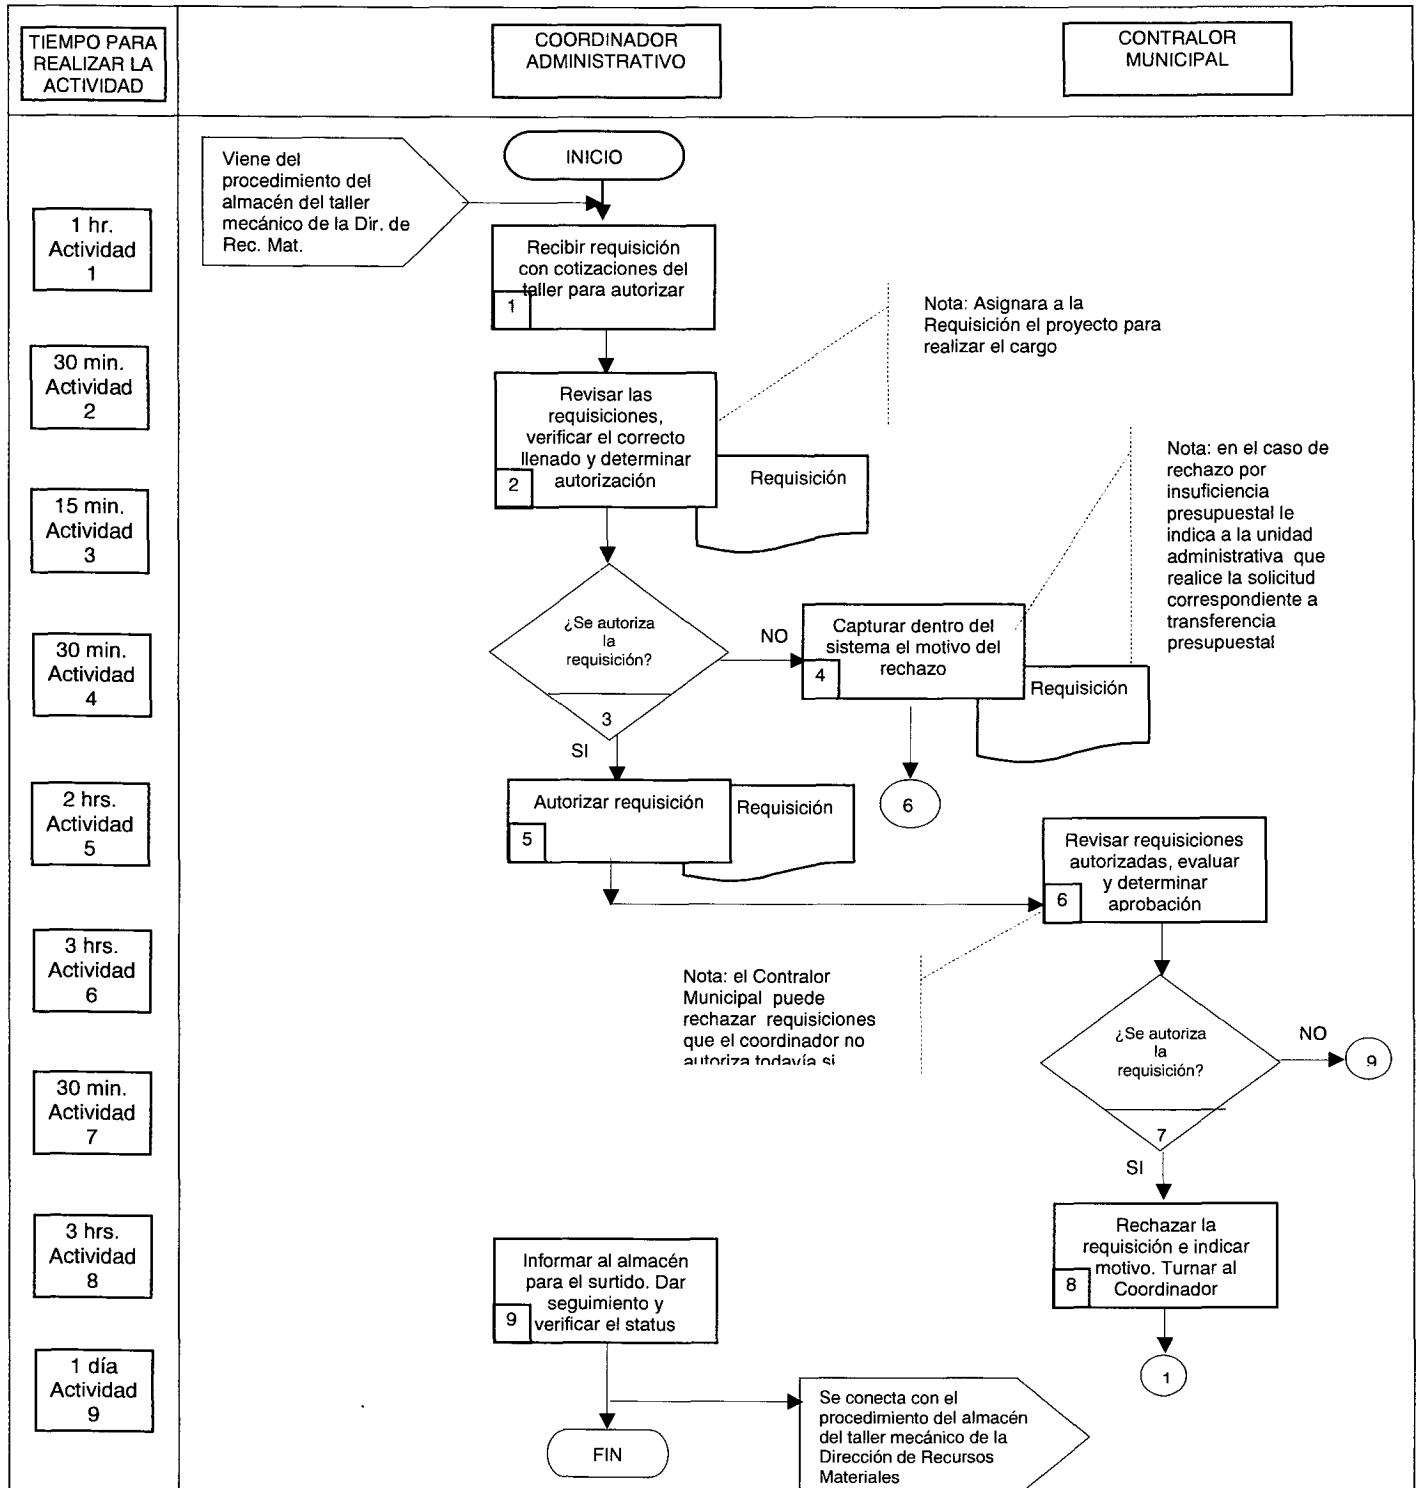 TIEMPO PARA
REALIZAR LA
ACTIVIDAD
COORDINADOR
ADMINISTRATIVO
CONTRALOR
MUNICIPAL
INICIO
Viene del
procedimiento del
almacén del taller
mecánico de la Dir. de
Rec. Mat.
1 hr.
Actividad
1
Recibir requisición
con cotizaciones del
taller para autorizar
1
Nota: Asignara a la
Requisición el proyecto para
realizar el cargo
30 min.
Actividad
2
Revisar las
requisiciones,
verificar el correcto
llenado y determinar
autorización
2
Requisición
Nota: en el caso de
rechazo por
insuficiencia
presupuestal le
indica a la unidad
administrativa que
realice la solicitud
correspondiente a
transferencia
presupuestal
15 min.
Actividad
3
¿Se autoriza
la
requisición?
3
NO
SI
30 min.
Actividad
4
Capturar dentro del
sistema el motivo del
rechazo
4
Requisición
6
2 hrs.
Actividad
5
Autorizar requisición
5
Requisición
Revisar requisiciones
autorizadas, evaluar
y determinar
aprobación
6
3 hrs.
Actividad
6
Nota: el Contralor
Municipal puede
rechazar requisiciones
que el coordinador no
autoriza todavía si
¿Se autoriza
la
requisición?
7
NO
9
SI
30 min.
Actividad
7
3 hrs.
Actividad
8
Informar al almacén
para el surtido. Dar
seguimiento y
verificar el status
9
Rechazar la
requisición e indicar
motivo. Turnar al
Coordinador
8
1
1 día
Actividad
9
FIN
Se conecta con el
procedimiento del almacén
del taller mecánico de la
Dirección de Recursos
Materiales